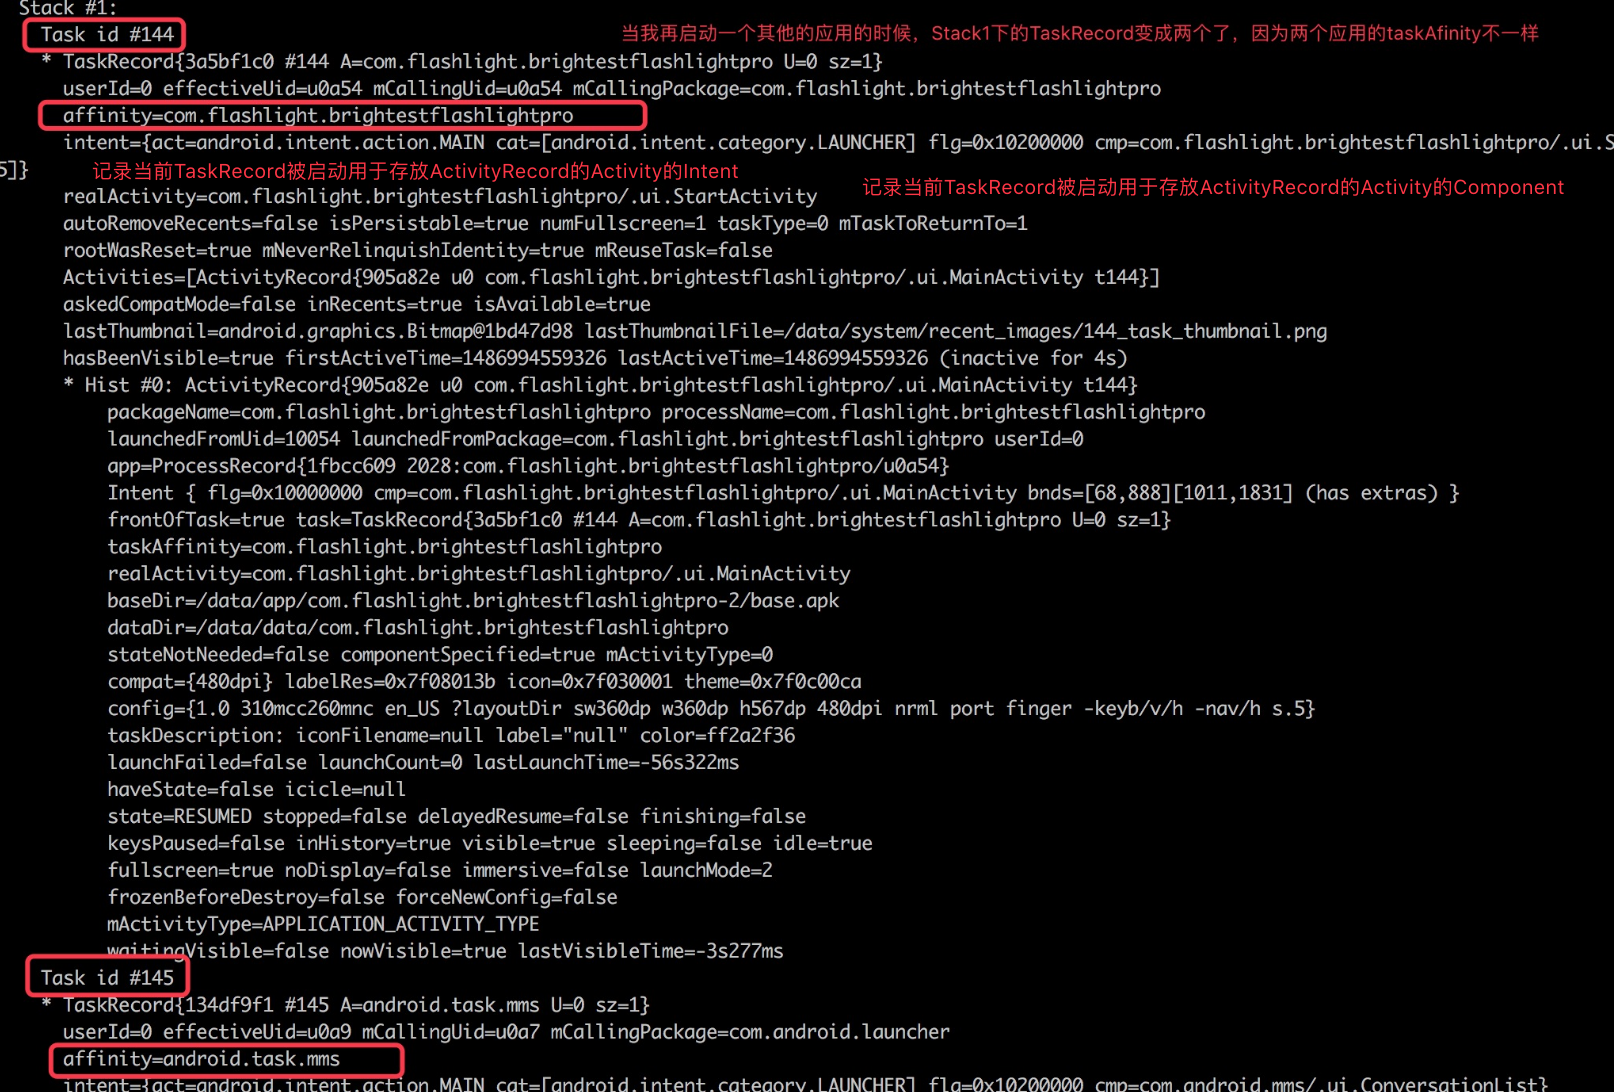 Stack #1:
Task id #144
当我再启动一个其他的应用的时候，Stack1下的TaskRecord变成两个了，因为两个应用的taskAfinity不一样
* TaskRecord{3a5bf1c0 #144 A=com.flashlight.brightestflashlightpro U=0 sz=1}
userId=0 effectiveUid=u0a54 mCallingUid=u0a54 mCallingPackage=com.flashlight.brightestflashlightpro
affinity=com.flashlight.brightestflashlightpro
intent={act=android.intent.action.MAIN cat=[android.intent.category.LAUNCHER] flg=0x10200000 cmp=com.flashlight.brightestflashlightpro/.ui.S
5]}
记录当前TaskRecord被启动用于存放ActivityRecord的Activity的Intent
记录当前TaskRecord被启动用于存放ActivityRecord的Activity的Component
realActivity=com.flashlight.brightestflashlightpro/.ui.StartActivity
autoRemoveRecents=false isPersistable=true numFullscreen=1 taskType=0 mTaskToReturnTo=1
rootWasReset=true mNeverRelinquishIdentity=true mReuseTask=false
Activities=[ActivityRecord{905a82e u0 com.flashlight.brightestflashlightpro/.ui.MainActivity t144}]
askedCompatMode=false inRecents=true isAvailable=true
lastThumbnail=android.graphics.Bitmap@1bd47d98 lastThumbnailFile=/data/system/recent_images/144_task_thumbnail.png
hasBeenVisible=true firstActiveTime=1486994559326 lastActiveTime=1486994559326 (inactive for 4s)
* Hist #0: ActivityRecord{905a82e u0 com.flashlight.brightestflashlightpro/.ui.MainActivity t144}
packageName=com.flashlight.brightestflashlightpro processName=com.flashlight.brightestflashlightpro
launchedFromUid=10054 launchedFromPackage=com.flashlight.brightestflashlightpro userId=0
app=ProcessRecord{1fbcc609 2028:com.flashlight.brightestflashlightpro/u0a54}
Intent { flg=0x10000000 cmp=com.flashlight.brightestflashlightpro/.ui.MainActivity bnds=[68,888][1011,1831] (has extras) }
frontOfTask=true task=TaskRecord{3a5bf1c0 #144 A=com.flashlight.brightestflashlightpro U=0 sz=1}
taskAffinity=com.flashlight.brightestflashlightpro
realActivity=com.flashlight.brightestflashlightpro/.ui.MainActivity
baseDir=/data/app/com.flashlight.brightestflashlightpro-2/base.apk
dataDir=/data/data/com.flashlight.brightestflashlightpro
stateNotNeeded=false componentSpecified=true mActivityType=0
compat={480dpi} labelRes=0x7f08013b icon=0x7f030001 theme=0x7f0c00ca
config={1.0 310mcc260mnc en_US ?layoutDir sw360dp w360dp h567dp 480dpi nrml port finger -keyb/v/h -nav/h s.5}
taskDescription: iconFilename=null label="null" color=ff2a2f36
launchFailed=false launchCount=0 lastLaunchTime=-56s322ms
haveState=false icicle=null
state=RESUMED stopped=false delayedResume=false finishing=false
keysPaused=false inHistory=true visible=true sleeping=false idle=true
fullscreen=true noDisplay=false immersive=false launchMode=2
frozenBeforeDestroy=false forceNewConfig=false
mActivityType=APPLICATION_ACTIVITY_TYPE
waitingVisible=false nowVisible=true lastVisibleTime=-3s277ms
Task id #145
* TaskRecord{134df9f1 #145 A=android.task.mms U=0 sz=1}
userId=0 effectiveUid=u0a9 mCallingUid=u0a7 mCallingPackage=com.android.launcher
affinity=android.task.mms
intent={act=android.intent.action.MAIN cat=[android.intent.category.LAUNCHER] flg=0x10200000 cmp=com.android.mms/.ui.ConversationList}